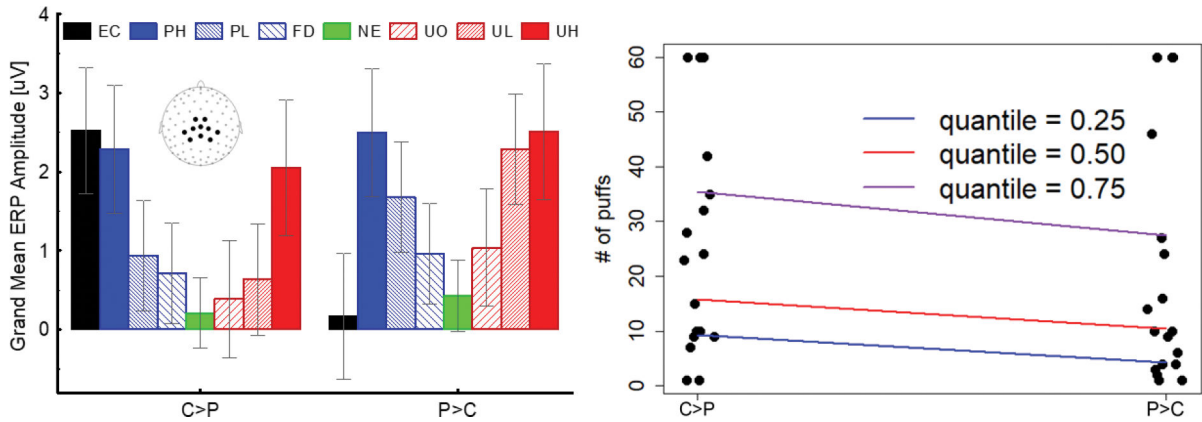 Grand Mean ERP Amplitude [uV]
4
3
2
1
0
EC PH PL FD NE UO UL UH
C>P P>C
# of puffs
60
50
40
30
20
10
0
quantile = 0.25
quantile = 0.50
quantile = 0.75
C>P P>C